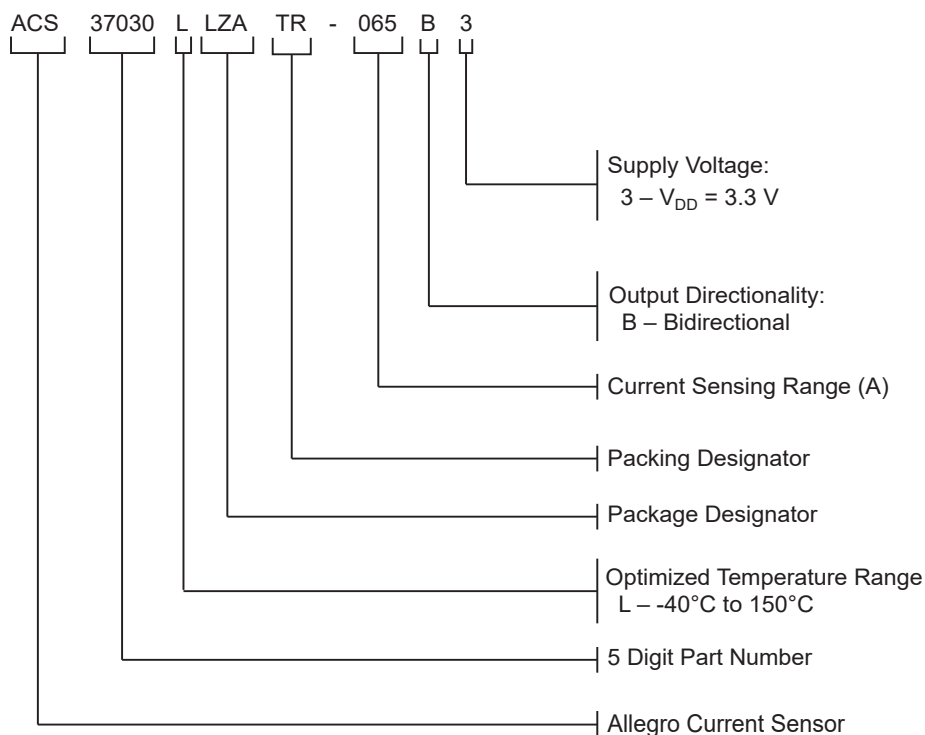 ACS 37030 L LZA TR - 065 B 3
Supply Voltage:
3 – VDD = 3.3 V
Output Directionality:
B – Bidirectional
Current Sensing Range (A)
Packing Designator
Package Designator
Optimized Temperature Range
L – -40°C to 150°C
5 Digit Part Number
Allegro Current Sensor